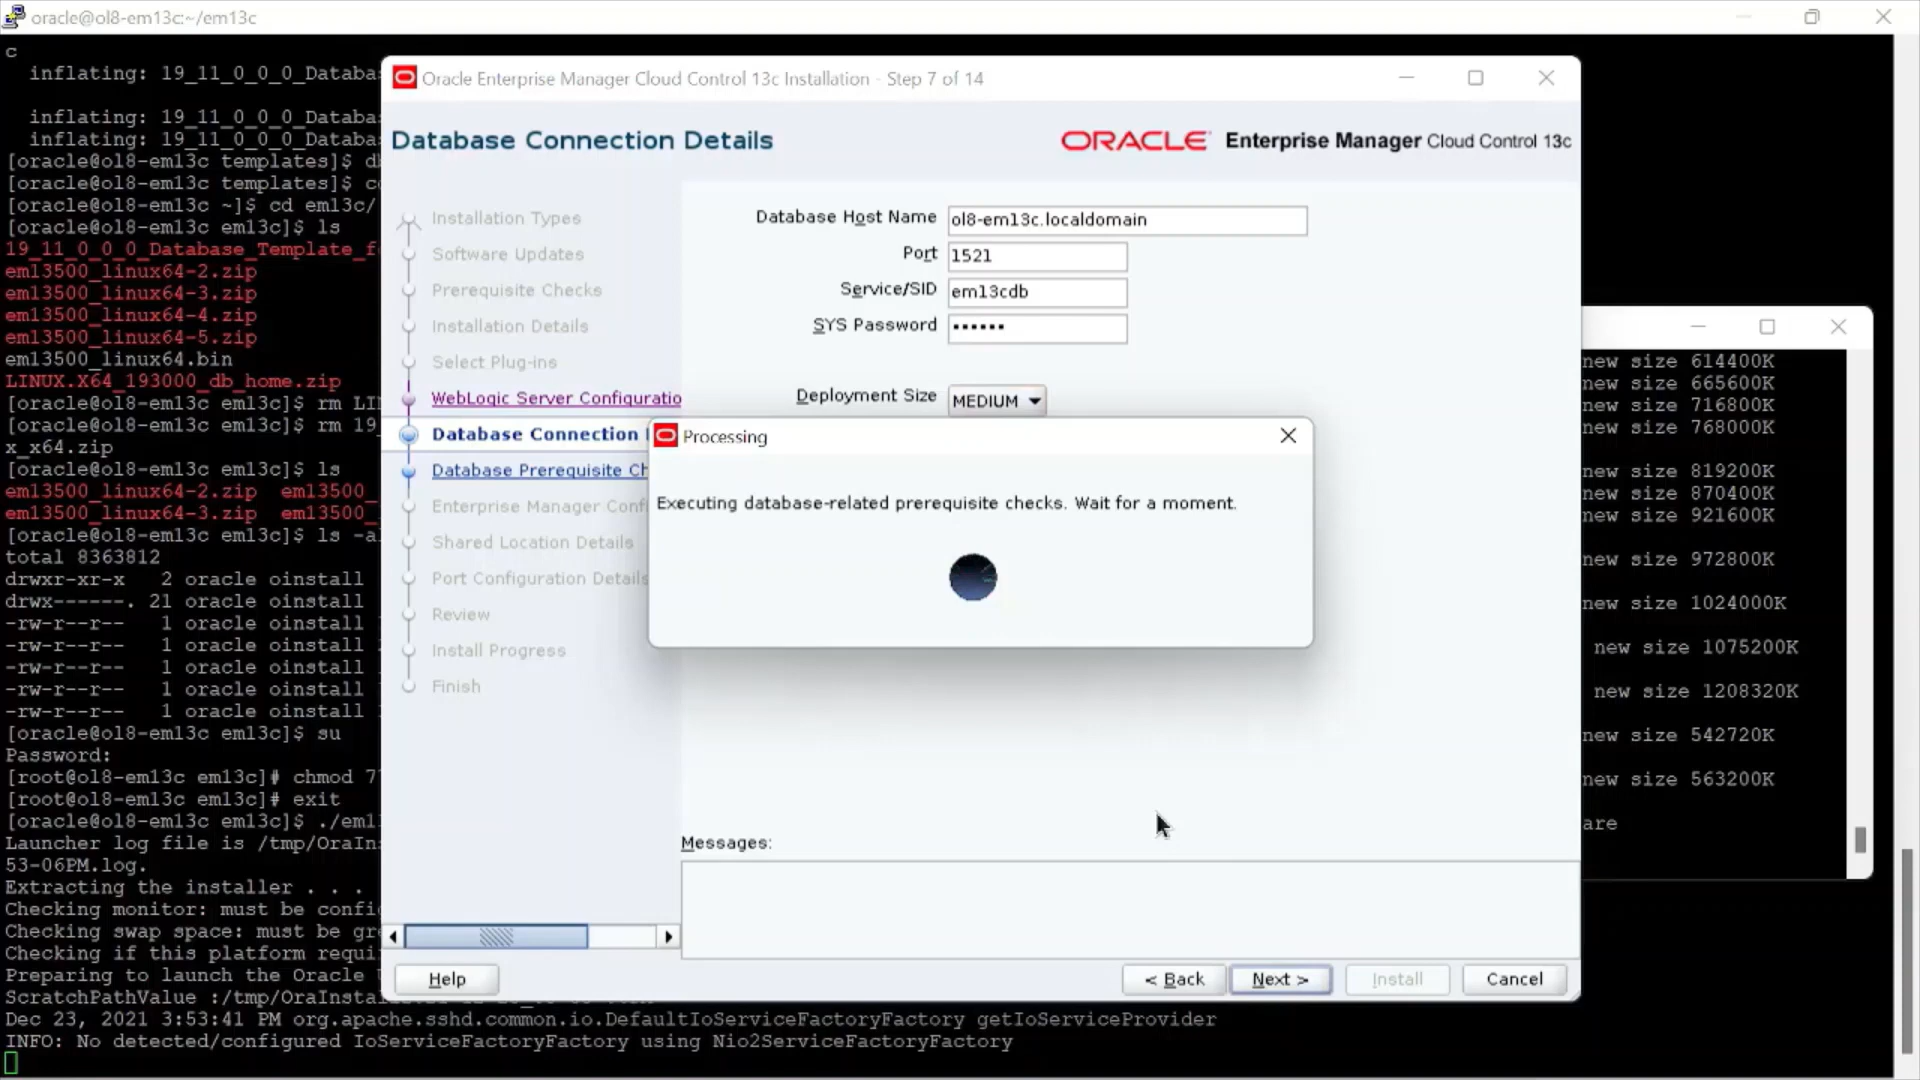 oracle@ol8-em13c:~/em13c
c
inflating: 19_11_0_0_0_Databa
inflating: 19_11_0_0_0_Databa
inflating: 19_11_0_0_0_Databa
[oracle@ol8-em13c templates]$
[oracle@ol8-em13c templates]$
[oracle@ol8-em13c ~]$ cd em13c/
[oracle@ol8-em13c em13c]$ ls
19_11_0_0_0_Database_Template_f
em13500_linux64-2.zip
em13500_linux64-3.zip
em13500_linux64-4.zip
em13500_linux64-5.zip
em13500_linux64.bin
LINUX.X64_193000_db_home.zip
[oracle@ol8-em13c em13c]$ rm LI
[oracle@ol8-em13c em13c]$ rm 19_
x_x64.zip
[oracle@ol8-em13c em13c]$ ls
em13500_linux64-2.zip em13500_
em13500_linux64-3.zip em13500_
[oracle@ol8-em13c em13c]$ ls -a
total 8363812
drwxr-xr-x 2 oracle oinstall
drwx------. 21 oracle oinstall
-rw-r--r-- 1 oracle oinstall
-rw-r--r-- 1 oracle oinstall
-rw-r--r-- 1 oracle oinstall
-rw-r--r-- 1 oracle oinstall
-rw-r--r-- 1 oracle oinstall
[oracle@ol8-em13c em13c]$ su
Password:
[root@ol8-em13c em13c]# chmod 7
[root@ol8-em13c em13c]# exit
[oracle@ol8-em13c em13c]$ ./em1
Launcher log file is /tmp/OraIn
53-06PM.log.
Extracting the installer . . .
Checking monitor: must be confi
Checking swap space: must be gr
Checking if this platform requi
Preparing to launch the Oracle
ScratchPathValue :/tmp/OraInstal
Dec 23, 2021 3:53:41 PM org.apache.sshd.common.io.DefaultIoServiceFactoryFactory getIoServiceProvider
INFO: No detected/configured IoServiceFactoryFactory using Nio2ServiceFactoryFactory
Oracle Enterprise Manager Cloud Control 13c Installation - Step 7 of 14
Database Connection Details
ORACLE Enterprise Manager Cloud Control 13c
Installation Types
Software Updates
Prerequisite Checks
Installation Details
Select Plug-ins
WebLogic Server Configuratio
Database Connection
Database Prerequisite Ch
Enterprise Manager Conf
Shared Location Details
Port Configuration Details
Review
Install Progress
Finish
Database Host Name ol8-em13c.localdomain
Port 1521
Service/SID em13cdb
SYS Password ••••••
Deployment Size MEDIUM
Processing
Executing database-related prerequisite checks. Wait for a moment.
Messages:
Help
< Back
Next >
Install
Cancel
new size 614400K
new size 665600K
new size 716800K
new size 768000K
new size 819200K
new size 870400K
new size 921600K
new size 972800K
new size 1024000K
new size 1075200K
new size 1208320K
new size 542720K
new size 563200K
are